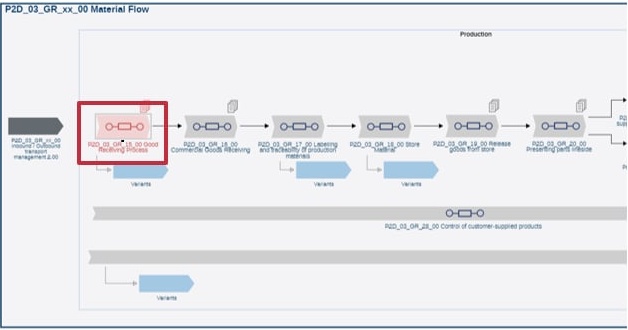 P2D_03_GR_xx_00 Material Flow
Production
P2D_03_GR_xx_00
Inbound / Outbound
transport
management 2.00
P2D_03_GR_15_00 Good
Receiving Process
P2D_03_GR_16_00
Commercial Goods Receiving
P2D_03_GR_17_00 Labeling
and traceability of production
materials
P2D_03_GR_18_00 Store
Material
P2D_03_GR_19_00 Release
goods from store
P2D_03_GR_20_00
Presenting parts lineside
Variants
Variants
Variants
P2D_03_GR_28_00 Control of customer-supplied products
Variants